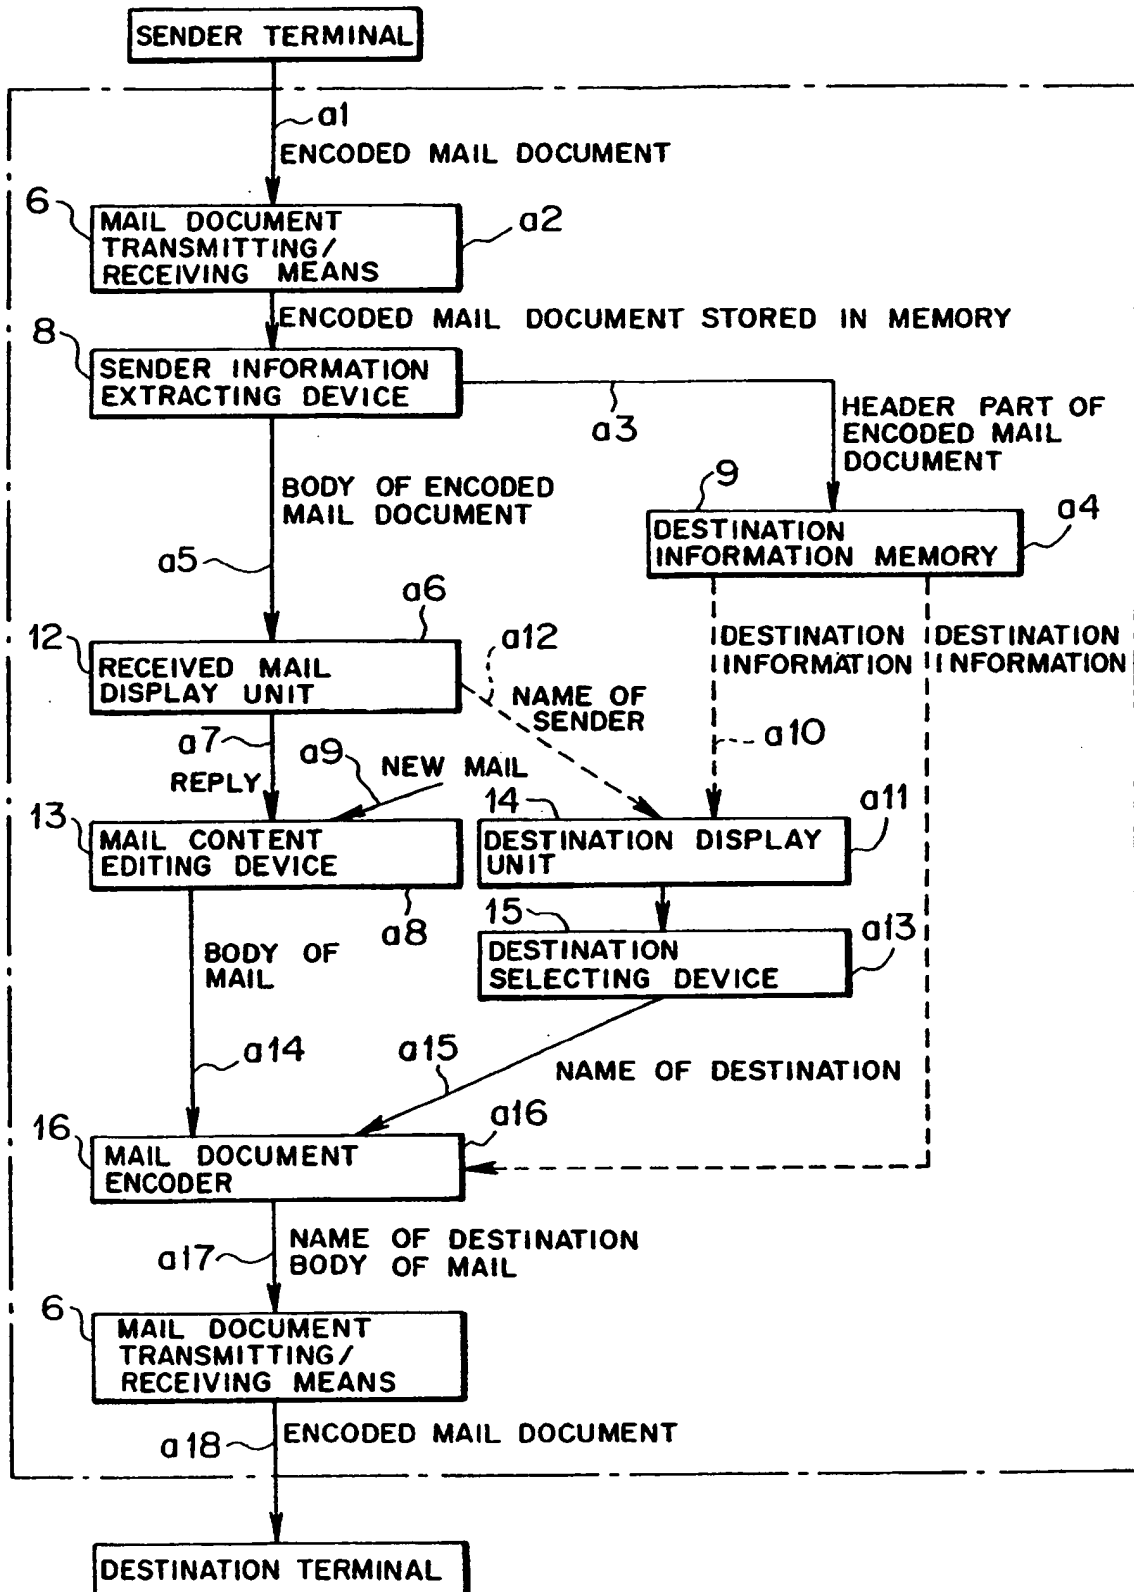 SENDER TERMINAL
a1
ENCODED MAIL DOCUMENT
6
MAIL DOCUMENT
TRANSMITTING/
RECEIVING MEANS
a2
ENCODED MAIL DOCUMENT STORED IN MEMORY
8
SENDER INFORMATION
EXTRACTING DEVICE
a3
HEADER PART OF
ENCODED MAIL
DOCUMENT
BODY OF ENCODED
MAIL DOCUMENT
9
DESTINATION
INFORMATION MEMORY
a4
a5
a6
12
RECEIVED MAIL
DISPLAY UNIT
a12
NAME OF
SENDER
DESTINATION
INFORMATION
DESTINATION
INFORMATION
a10
a7
REPLY
a9
NEW MAIL
13
MAIL CONTENT
EDITING DEVICE
a8
14
DESTINATION DISPLAY
UNIT
a11
15
DESTINATION
SELECTING DEVICE
a13
BODY OF
MAIL
a14
a15
NAME OF DESTINATION
16
MAIL DOCUMENT
ENCODER
a16
a17
NAME OF DESTINATION
BODY OF MAIL
6
MAIL DOCUMENT
TRANSMITTING/
RECEIVING MEANS
a18
ENCODED MAIL DOCUMENT
DESTINATION TERMINAL